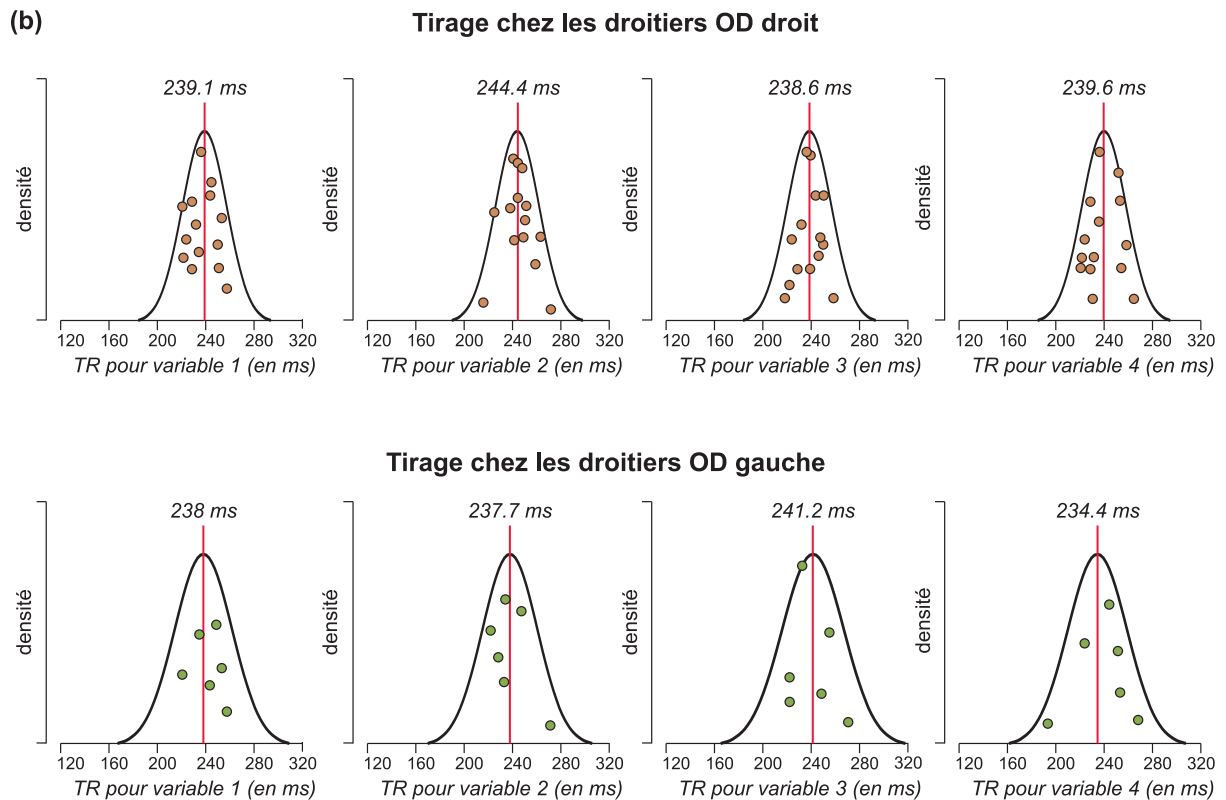 (b)
Tirage chez les droitiers OD droit
239.1 ms
244.4 ms
238.6 ms
239.6 ms
densité
densité
densité
densité
120 160 200 240 280 320
120 160 200 240 280 320
120 160 200 240 280 320
120 160 200 240 280 320
TR pour variable 1 (en ms)
TR pour variable 2 (en ms)
TR pour variable 3 (en ms)
TR pour variable 4 (en ms)
Tirage chez les droitiers OD gauche
238 ms
237.7 ms
241.2 ms
234.4 ms
densité
densité
densité
densité
120 160 200 240 280 320
120 160 200 240 280 320
120 160 200 240 280 320
120 160 200 240 280 320
TR pour variable 1 (en ms)
TR pour variable 2 (en ms)
TR pour variable 3 (en ms)
TR pour variable 4 (en ms)